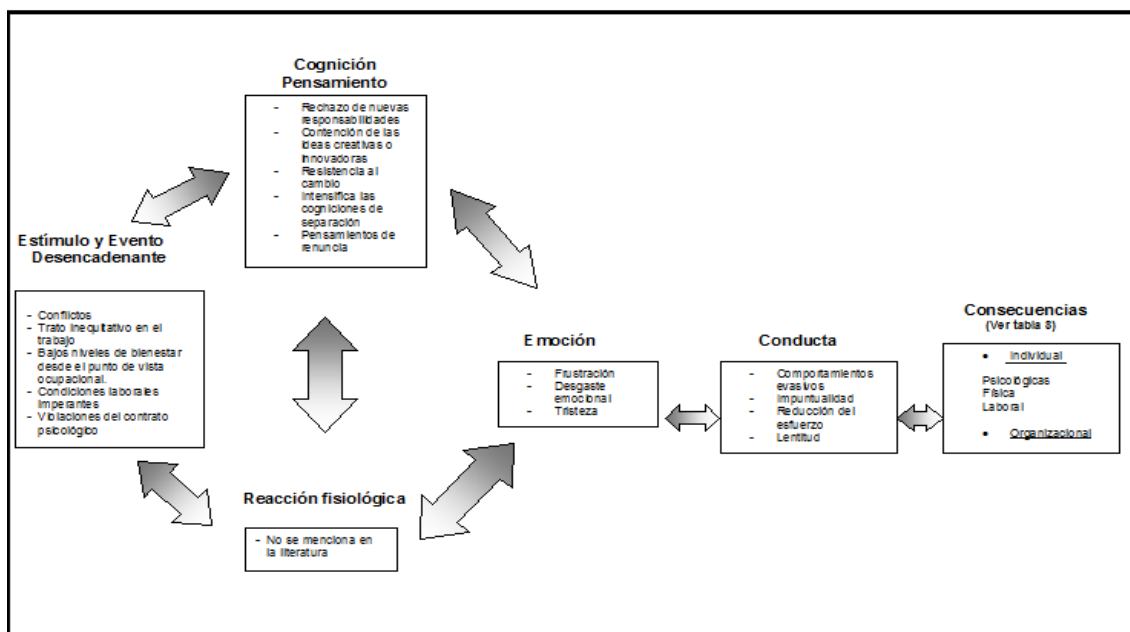 Cognición
Pensamiento
- Rechazo de nuevas
responsabilidades
- Contención de las
ideas creativas o
innovadoras
- Resistencia al
cambio
- Intensifica las
cogniciones de
separación
- Pensamientos de
renuncia
Estímulo y Evento
Desencadenante
- Conflictos
- Trato inequitativo en el
trabajo
- Bajos niveles de bienestar
desde el punto de vista
ocupacional.
- Condiciones laborales
imperantes
- Violaciones del contrato
psicológico
Reacción fisiológica
- No se menciona en
la literatura
Emoción
- Frustración
- Desgaste
emocional
- Tristeza
Conducta
- Comportamientos
evasivos
- Impuntualidad
- Reducción del
esfuerzo
- Lentitud
Consecuencias
(Ver tabla 8)
• Individual
Psicológicas
Física
Laboral
• Organizacional